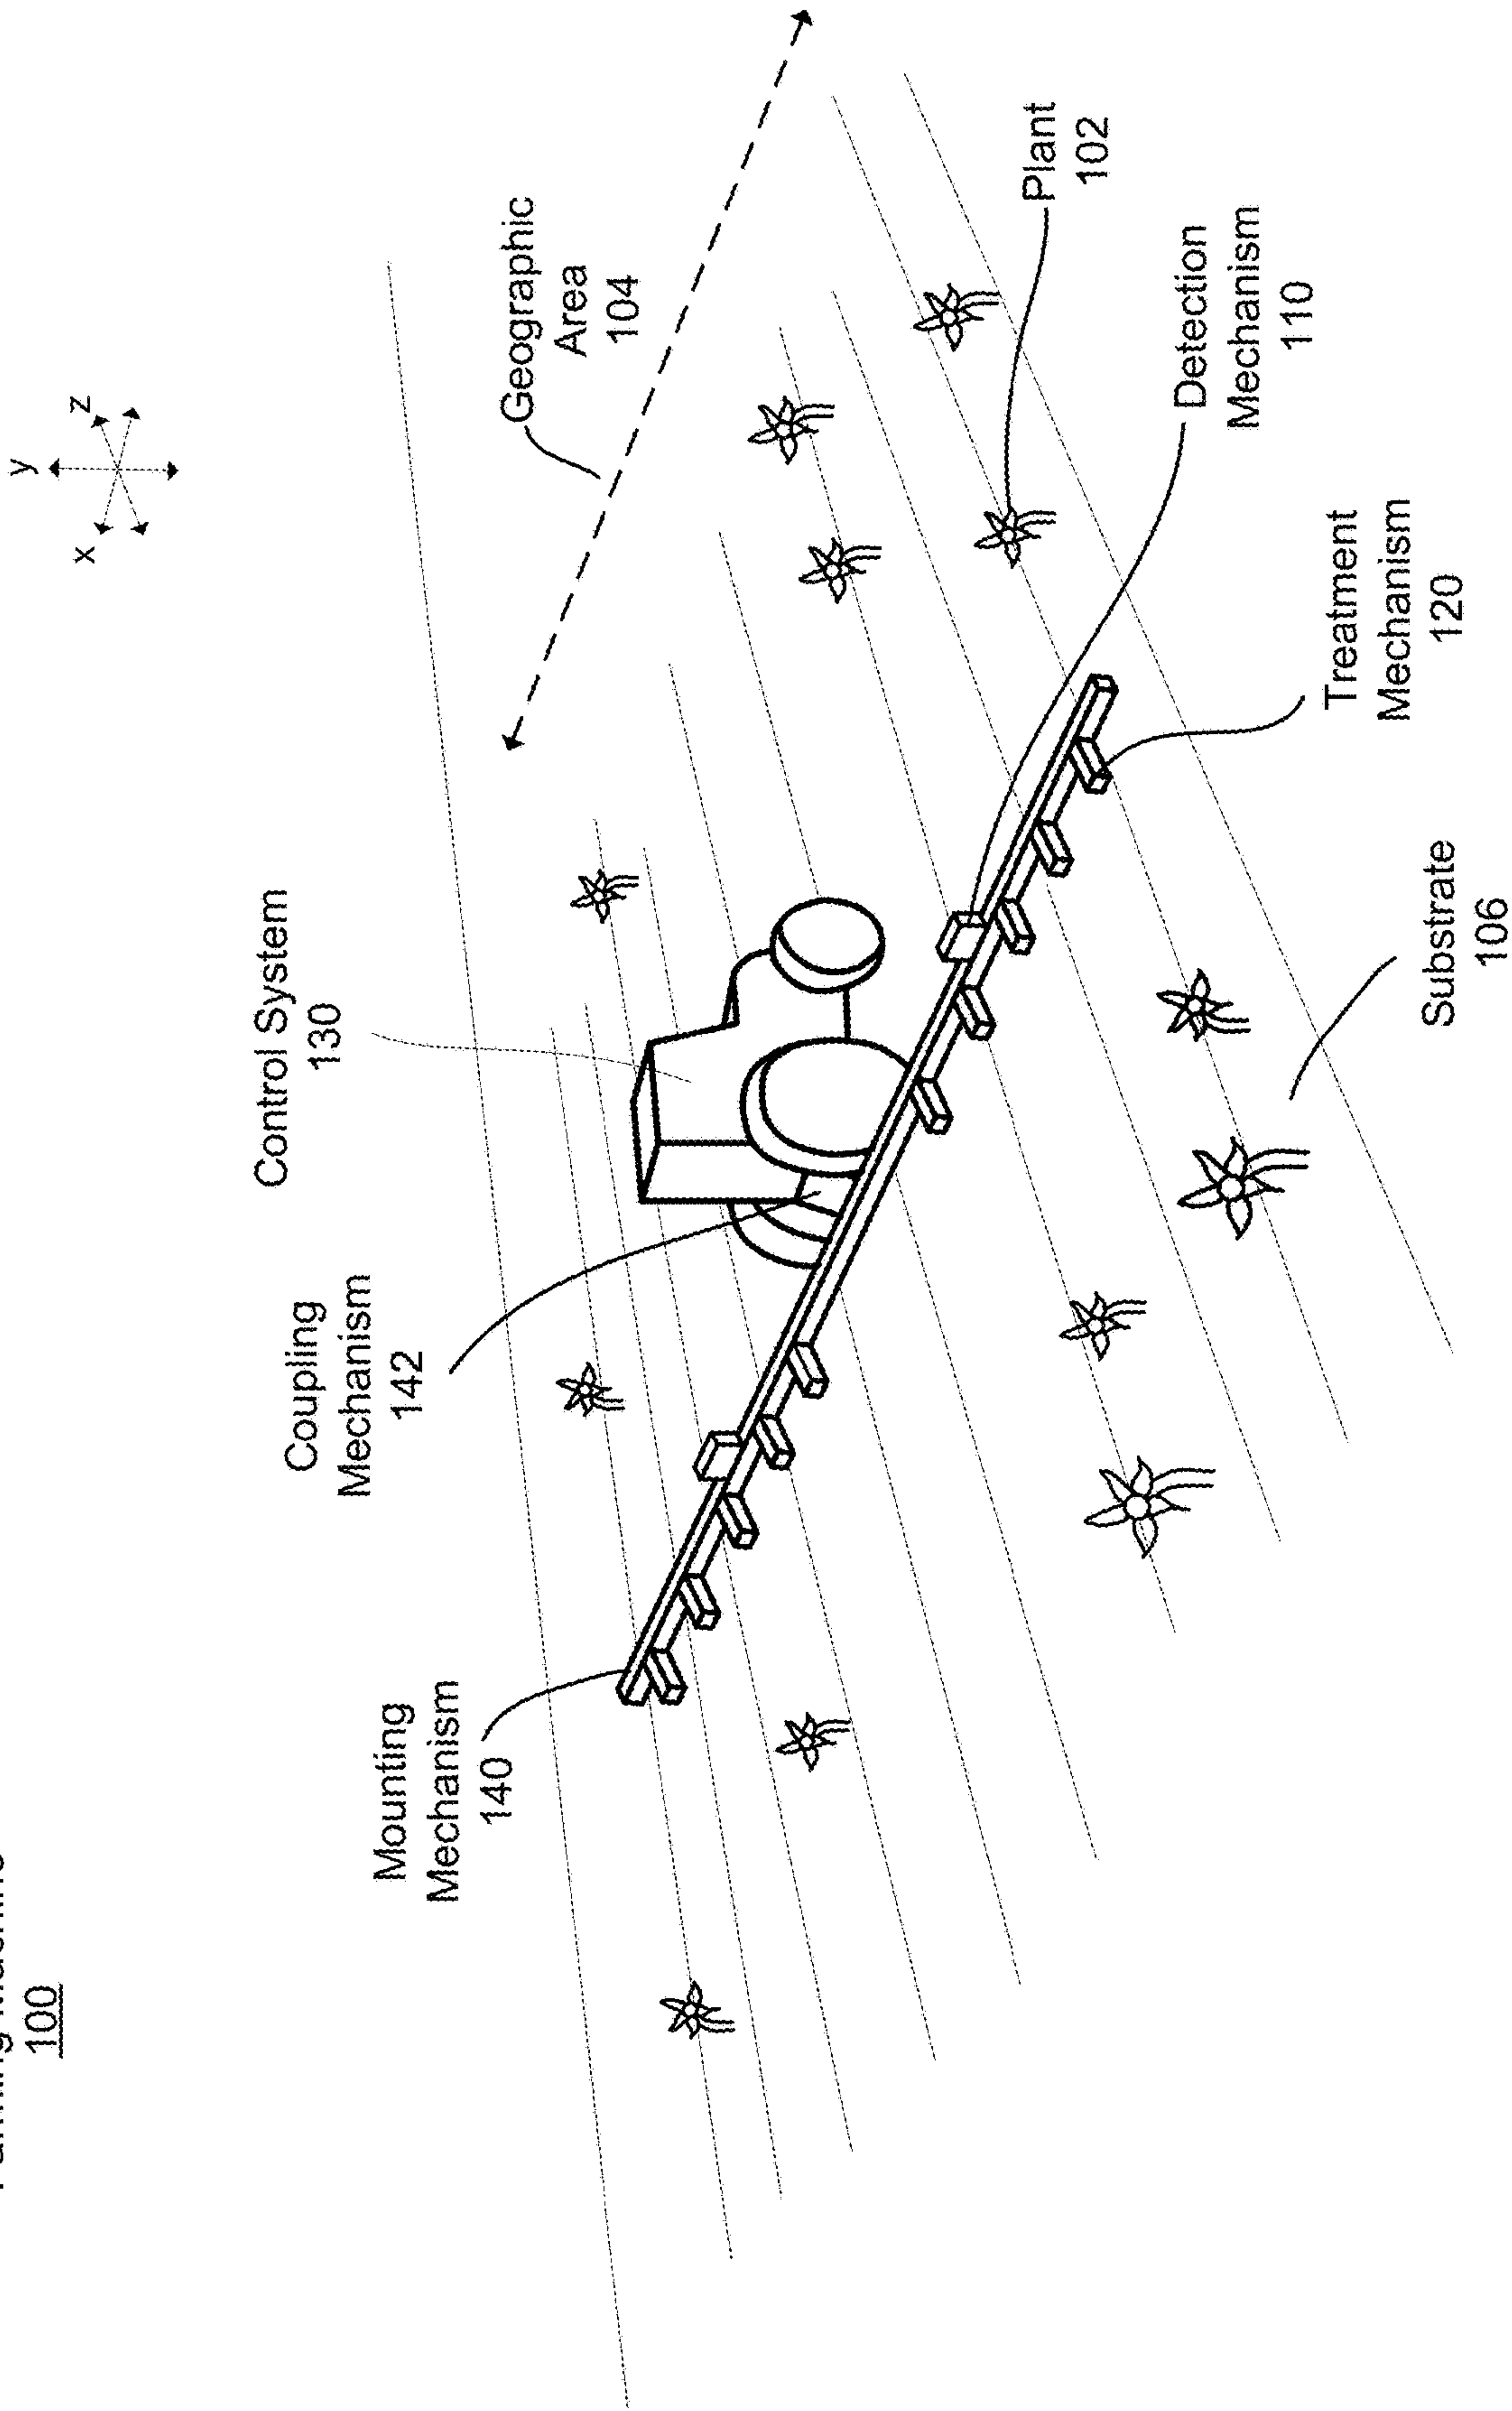 Farming Machine
100
y
x
z
Control System
130
Coupling
Mechanism
142
Mounting
Mechanism
140
Geographic
Area
104
Plant
102
Detection
Mechanism
110
Treatment
Mechanism
120
Substrate
106